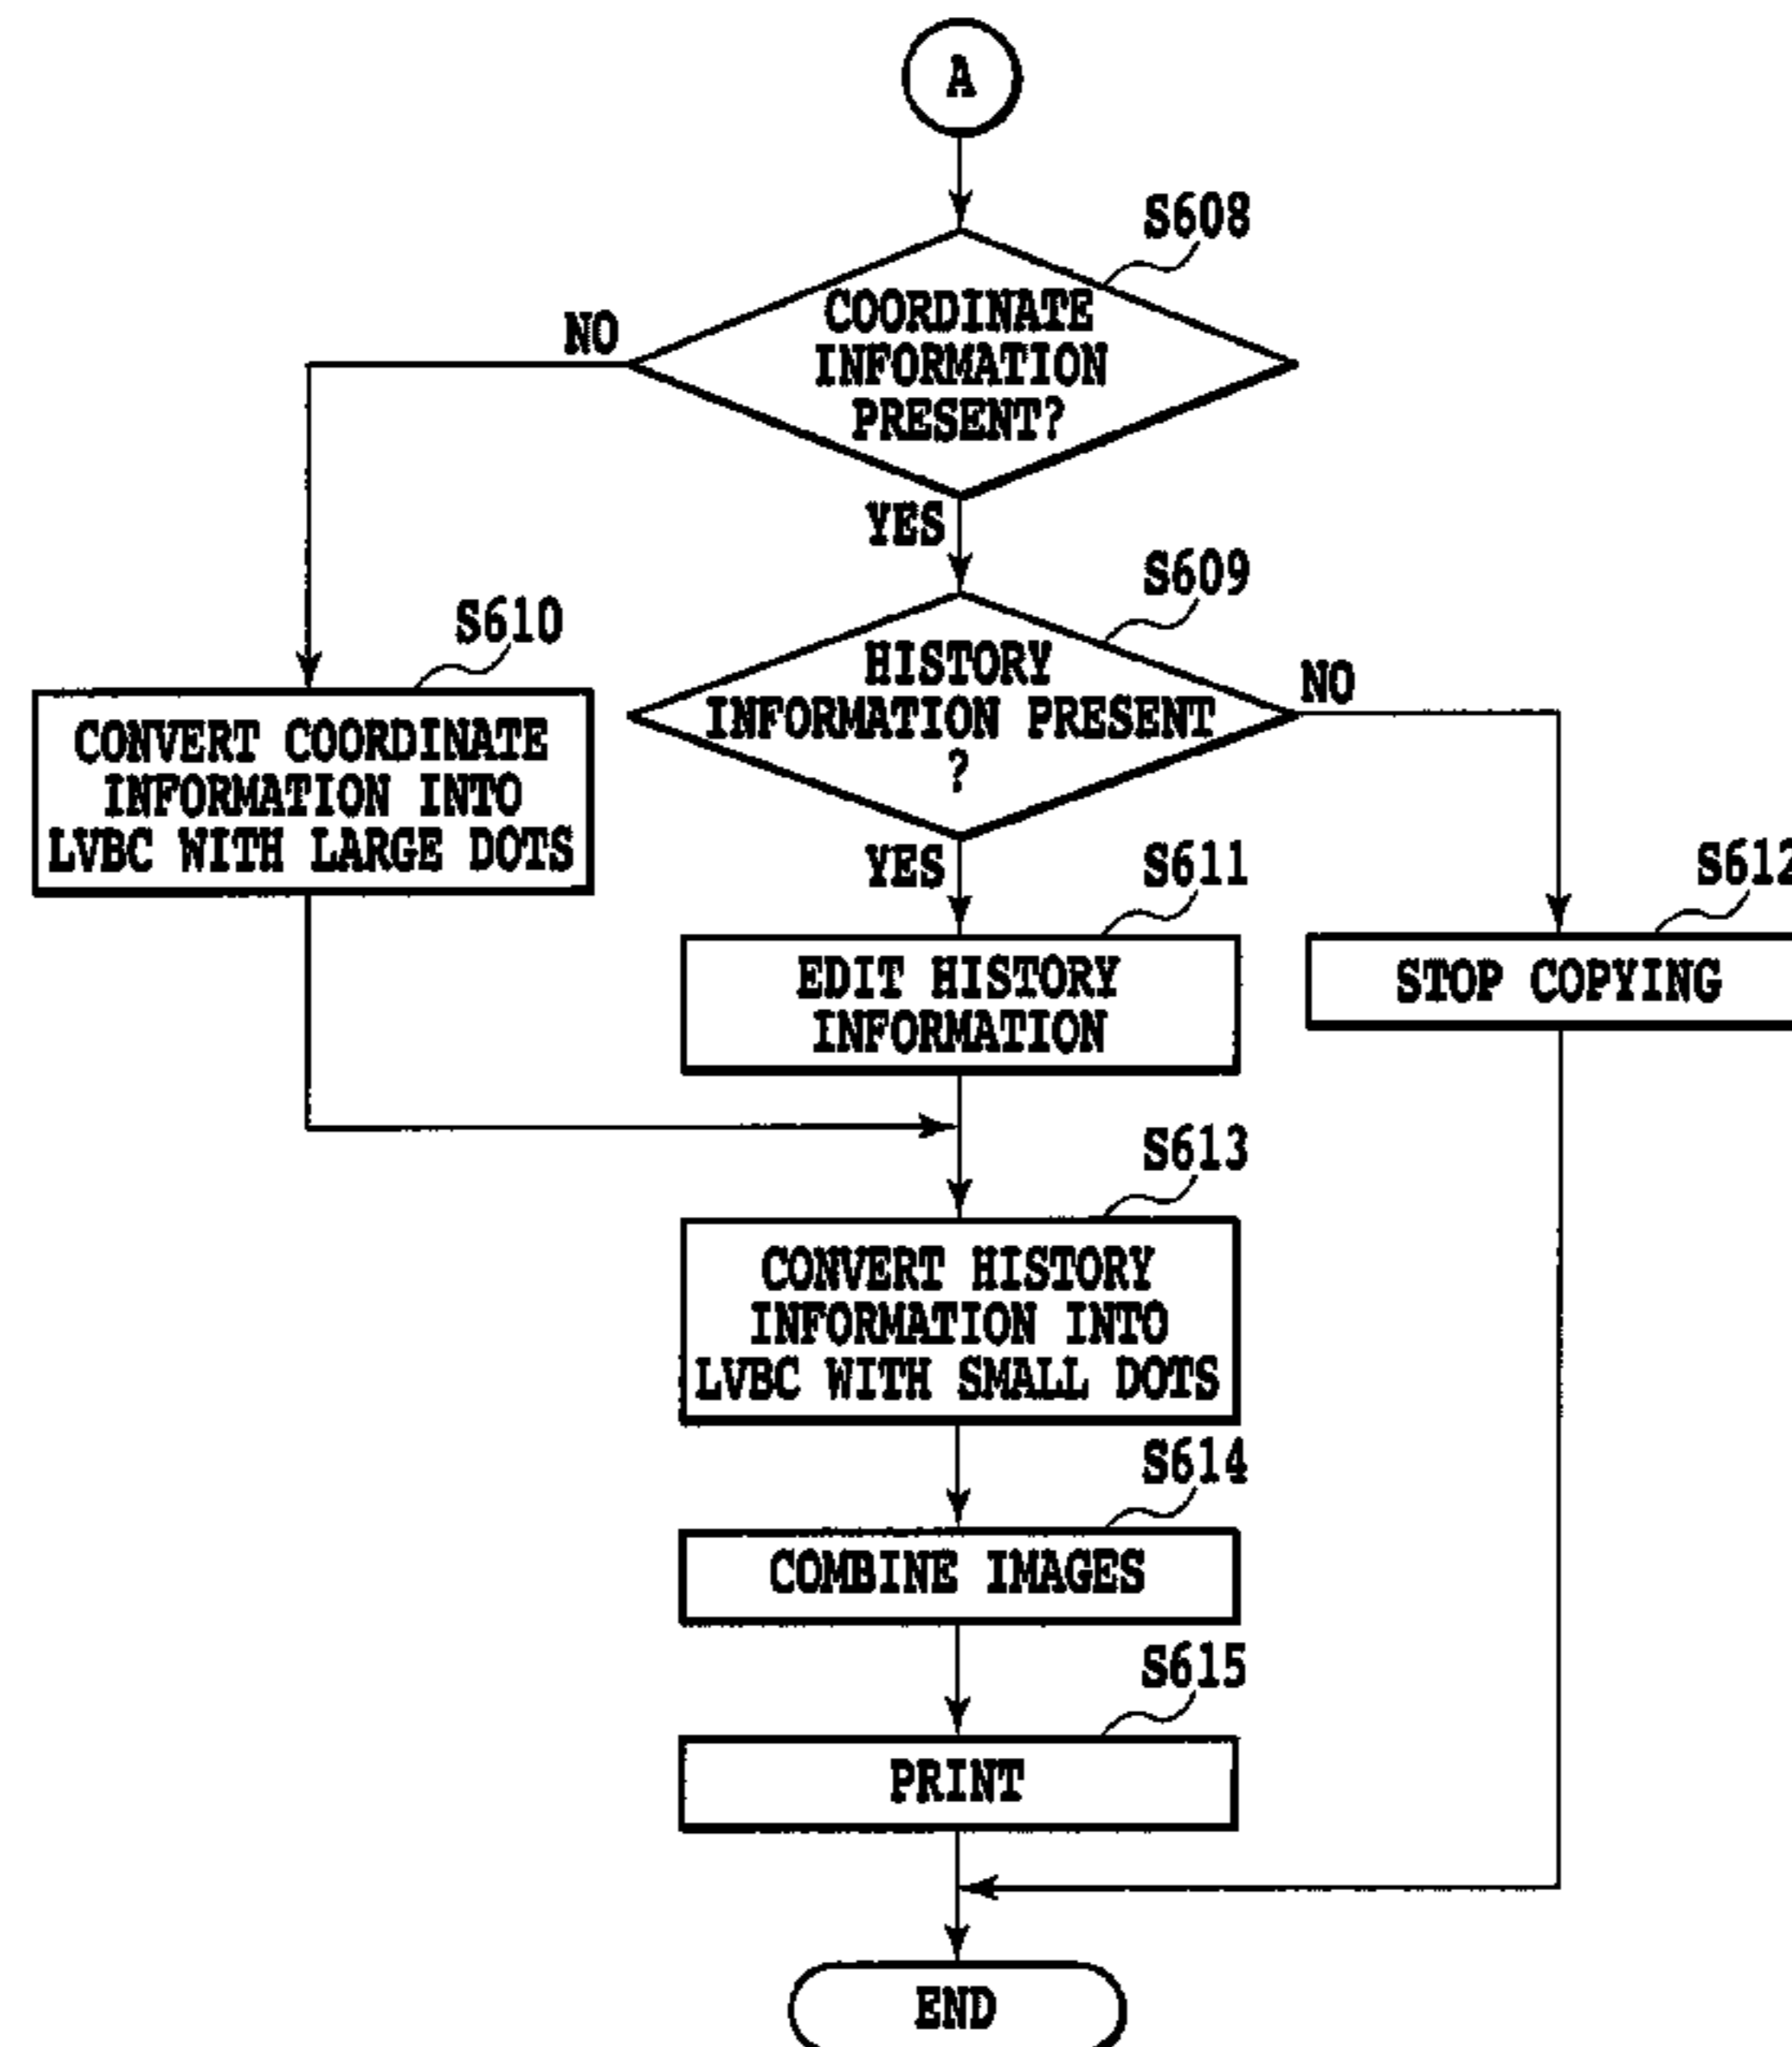 A
S608
COORDINATE
INFORMATION
PRESENT?
NO
YES
S609
HISTORY
INFORMATION PRESENT
?
NO
S610
CONVERT COORDINATE
INFORMATION INTO
LVBC WITH LARGE DOTS
YES
S611
EDIT HISTORY
INFORMATION
S612
STOP COPYING
S613
CONVERT HISTORY
INFORMATION INTO
LVBC WITH SMALL DOTS
S614
COMBINE IMAGES
S615
PRINT
END